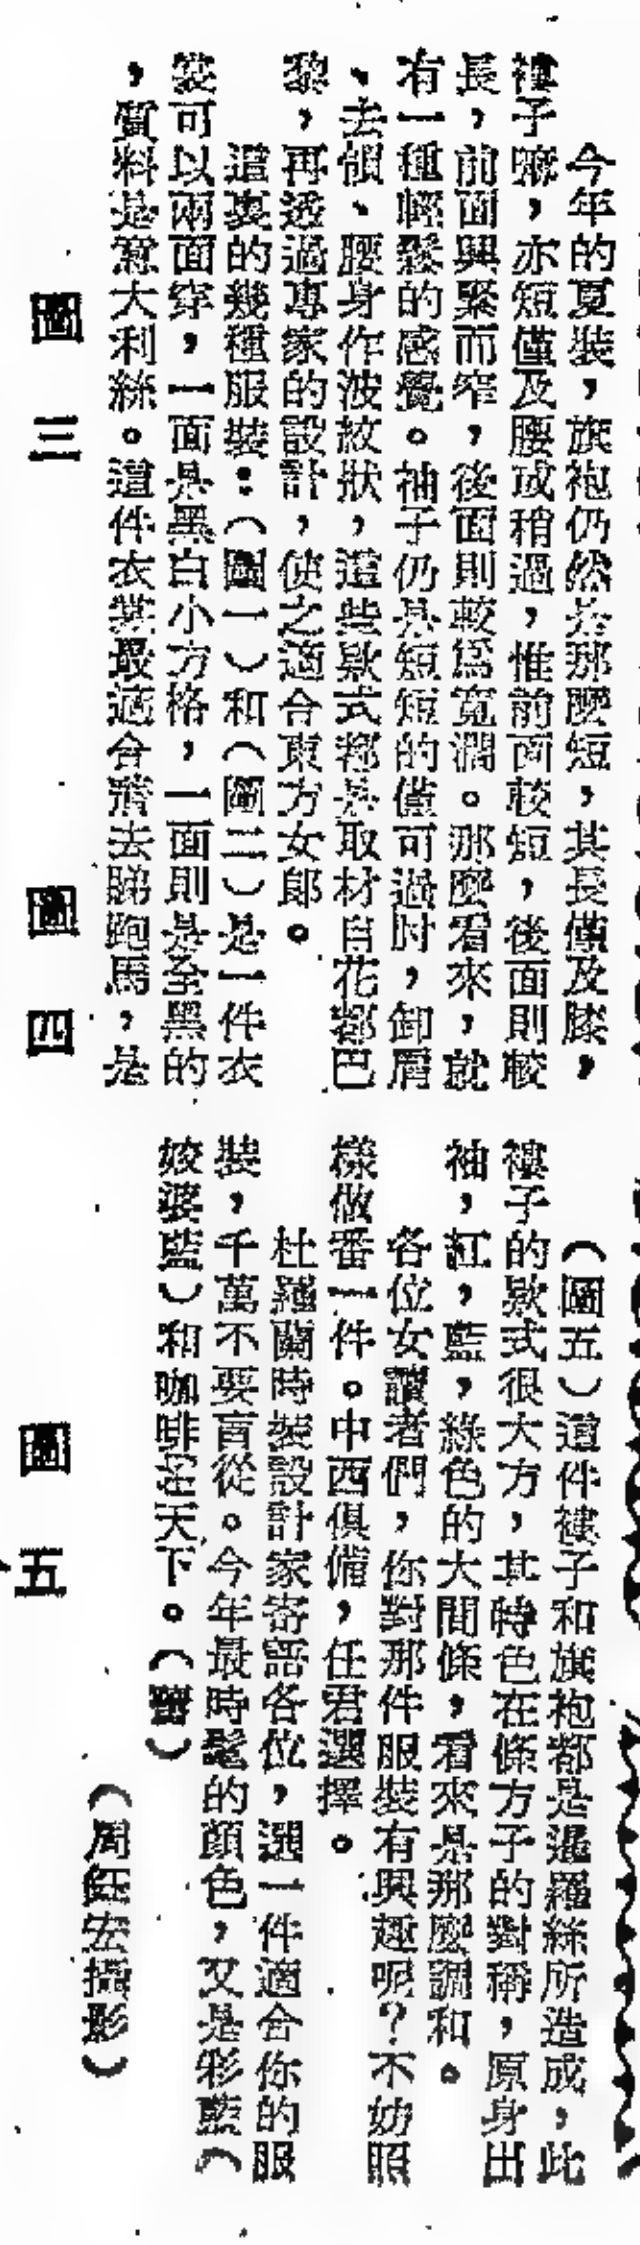 今年的夏裝，旗袍仍然是那麼短，其長僅及膝，
褸子嘛，亦短僅及腰或稍過，惟前面較短，後面則較
長，前面興緊而窄，後面則較爲寬濶。那麼看來，就
有一種輕鬆的感覺。袖子仍是短短的僅可過肘，卸肩
、去領、腰身作波紋狀，這些欵式都是取材自花都巴
黎，再透過專家的設計，使之適合東方女郎。
這裏的幾種服裝：（圖一）和（圖二）是一件衣
裳可以兩面穿，一面是黑白小方格，一面則是全黑的
，質料是意大利絲。這件衣裳最適合着去睇跑馬，是
圖三
圖四
（圖五）這件褸子和旗袍都是暹羅絲所造成，此
褸子的欵式很大方，其特色在條方子的對稱，原身出
袖，紅，藍，綠色的大間條，看來是那麼調和。
各位女讀者們，你對那件服裝有興趣呢？不妨照
樣做番一件。中西俱備，任君選擇。
杜羅蘭時裝設計家寄語各位，選一件適合你的服
裝，千萬不要盲從。今年最時髦的顏色，又是彩藍（
姣婆藍）和咖啡色天下。（）
（周鈺宏攝影）
圖五